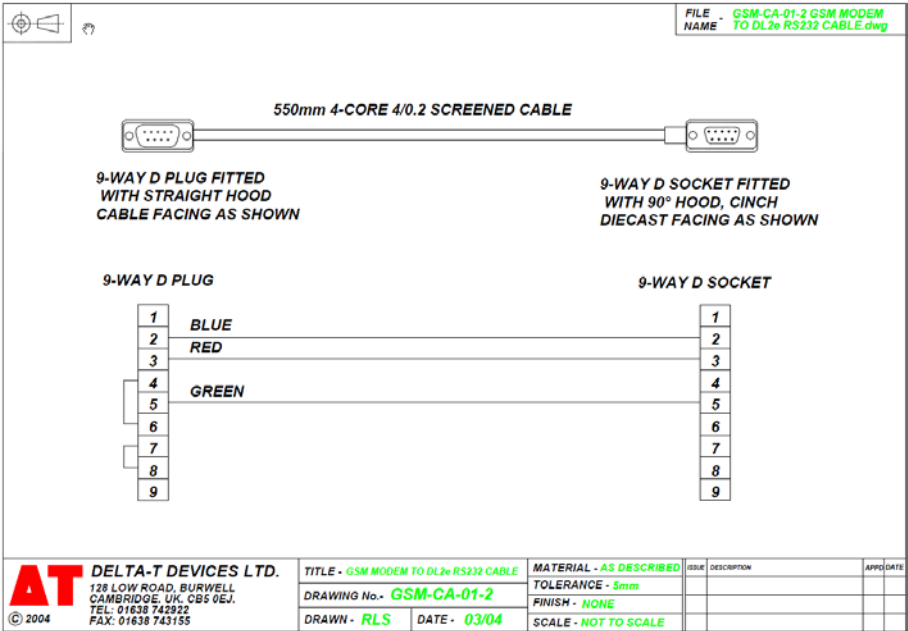 FILE NAME - GSM-CA-01-2 GSM MODEM
TO DL2e RS232 CABLE.dwg
550mm 4-CORE 4/0.2 SCREENED CABLE
9-WAY D PLUG FITTED
WITH STRAIGHT HOOD
CABLE FACING AS SHOWN
9-WAY D SOCKET FITTED
WITH 90° HOOD, CINCH
DIECAST FACING AS SHOWN
9-WAY D PLUG
9-WAY D SOCKET
1
BLUE
2
RED
3
4
GREEN
5
6
7
8
9
1
2
3
4
5
6
7
8
9
ΔT
© 2004
DELTA-T DEVICES LTD.
128 LOW ROAD, BURWELL
CAMBRIDGE. UK. CB5 0EJ.
TEL: 01638 742922
FAX: 01638 743155
TITLE - GSM MODEM TO DL2e RS232 CABLE
DRAWING No.- GSM-CA-01-2
DRAWN - RLS
DATE - 03/04
MATERIAL - AS DESCRIBED
TOLERANCE - 5mm
FINISH - NONE
SCALE - NOT TO SCALE
ISSUE DESCRIPTION APPD DATE